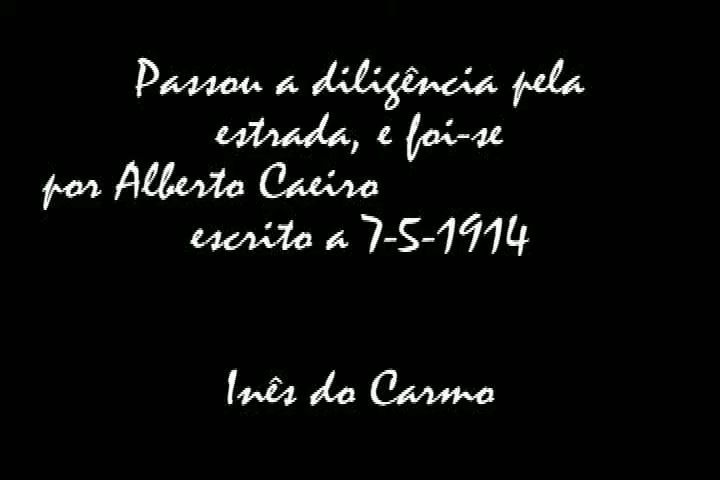 Passou a diligência pela
estrada, e foi-se
por Alberto Caeiro
escrito a 7-5-1914
Inês do Carmo